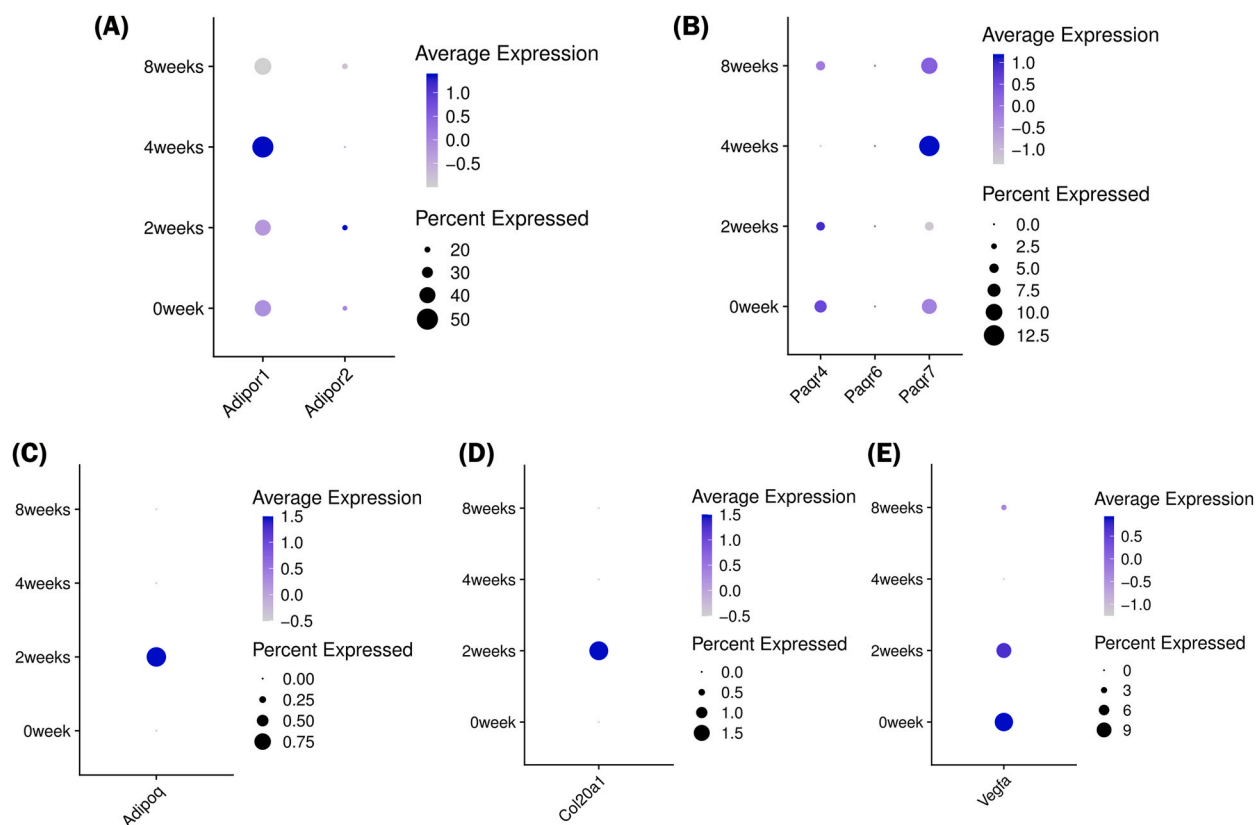 (A)
8weeks
4weeks
2weeks
0week
Adipor1
Adipor2
Average Expression
1.0
0.5
0.0
−0.5
Percent Expressed
20
30
40
50
(B)
8weeks
4weeks
2weeks
0week
Paqr4
Paqr6
Paqr7
Average Expression
1.0
0.5
0.0
−0.5
−1.0
Percent Expressed
0.0
2.5
5.0
7.5
10.0
12.5
(C)
8weeks
4weeks
2weeks
0week
Adipoq
Average Expression
1.5
1.0
0.5
0.0
−0.5
Percent Expressed
0.00
0.25
0.50
0.75
(D)
8weeks
4weeks
2weeks
0week
Col20a1
Average Expression
1.5
1.0
0.5
0.0
−0.5
Percent Expressed
0.0
0.5
1.0
1.5
(E)
8weeks
4weeks
2weeks
0week
Vegfa
Average Expression
0.5
0.0
−0.5
−1.0
Percent Expressed
0
3
6
9